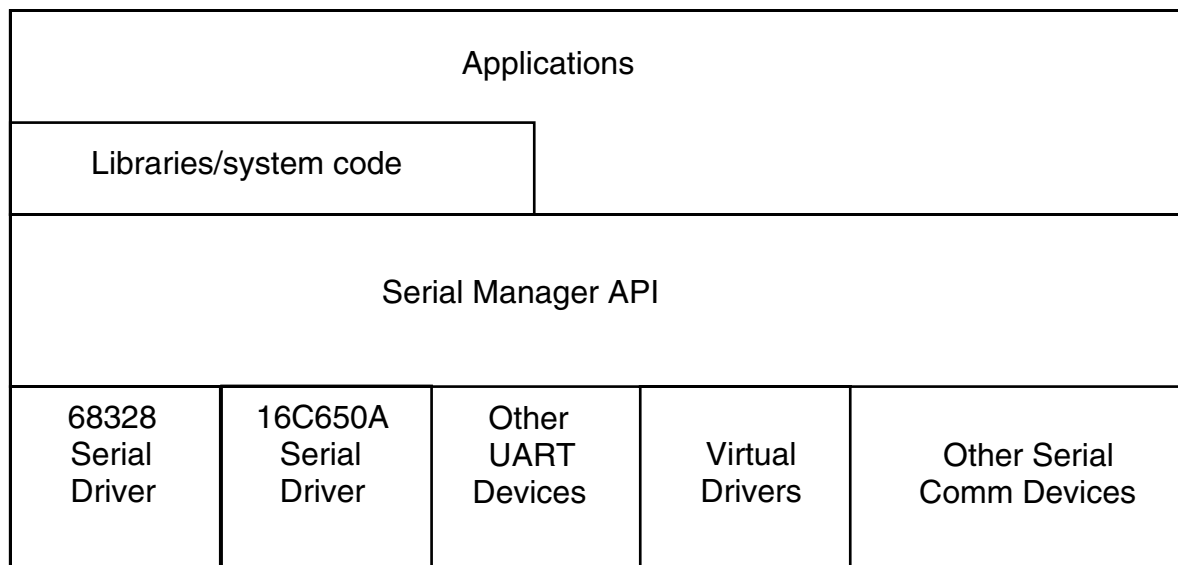 Applications
Libraries/system code
Serial Manager API
68328
Serial
Driver
16C650A
Serial
Driver
Other
UART
Devices
Virtual
Drivers
Other Serial
Comm Devices